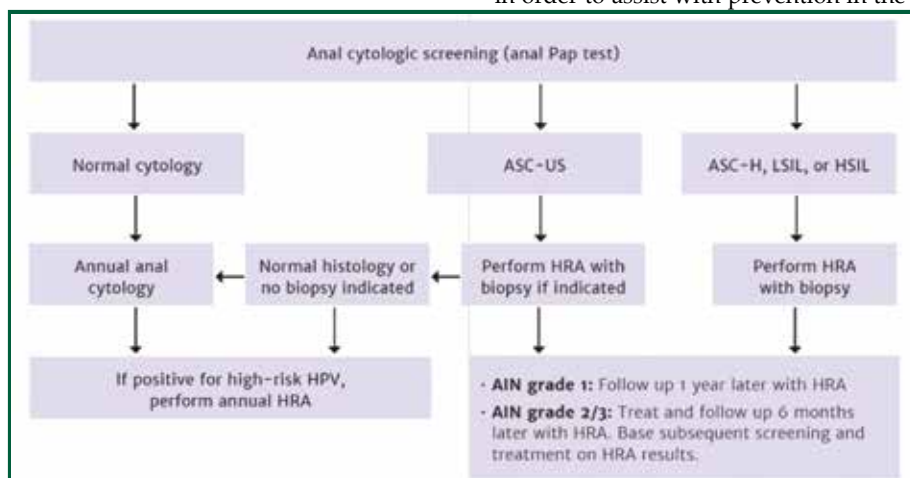 in order to assist with prevention in the
Anal cytologic screening (anal Pap test)
Normal cytology
ASC-US
ASC-H, LSIL, or HSIL
Annual anal
cytology
Normal histology or
no biopsy indicated
Perform HRA with
biopsy if indicated
Perform HRA
with biopsy
If positive for high-risk HPV,
perform annual HRA
· AIN grade 1: Follow up 1 year later with HRA
· AIN grade 2/3: Treat and follow up 6 months
later with HRA. Base subsequent screening and
treatment on HRA results.